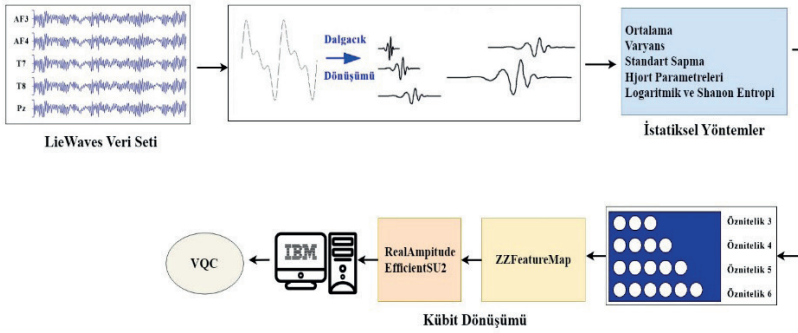 AF3
AF4
T7
T8
Pz
LieWaves Veri Seti
Dalgacık
Dönüşümü
Ortalama
Varyans
Standart Sapma
Hjort Parametreleri
Logaritmik ve Shanon Entropi
İstatiksel Yöntemler
VQC
IBM
RealAmpitude
EfficientSU2
ZZFeatureMap
Öznitelik 3
Öznitelik 4
Öznitelik 5
Öznitelik 6
Kübit Dönüşümü